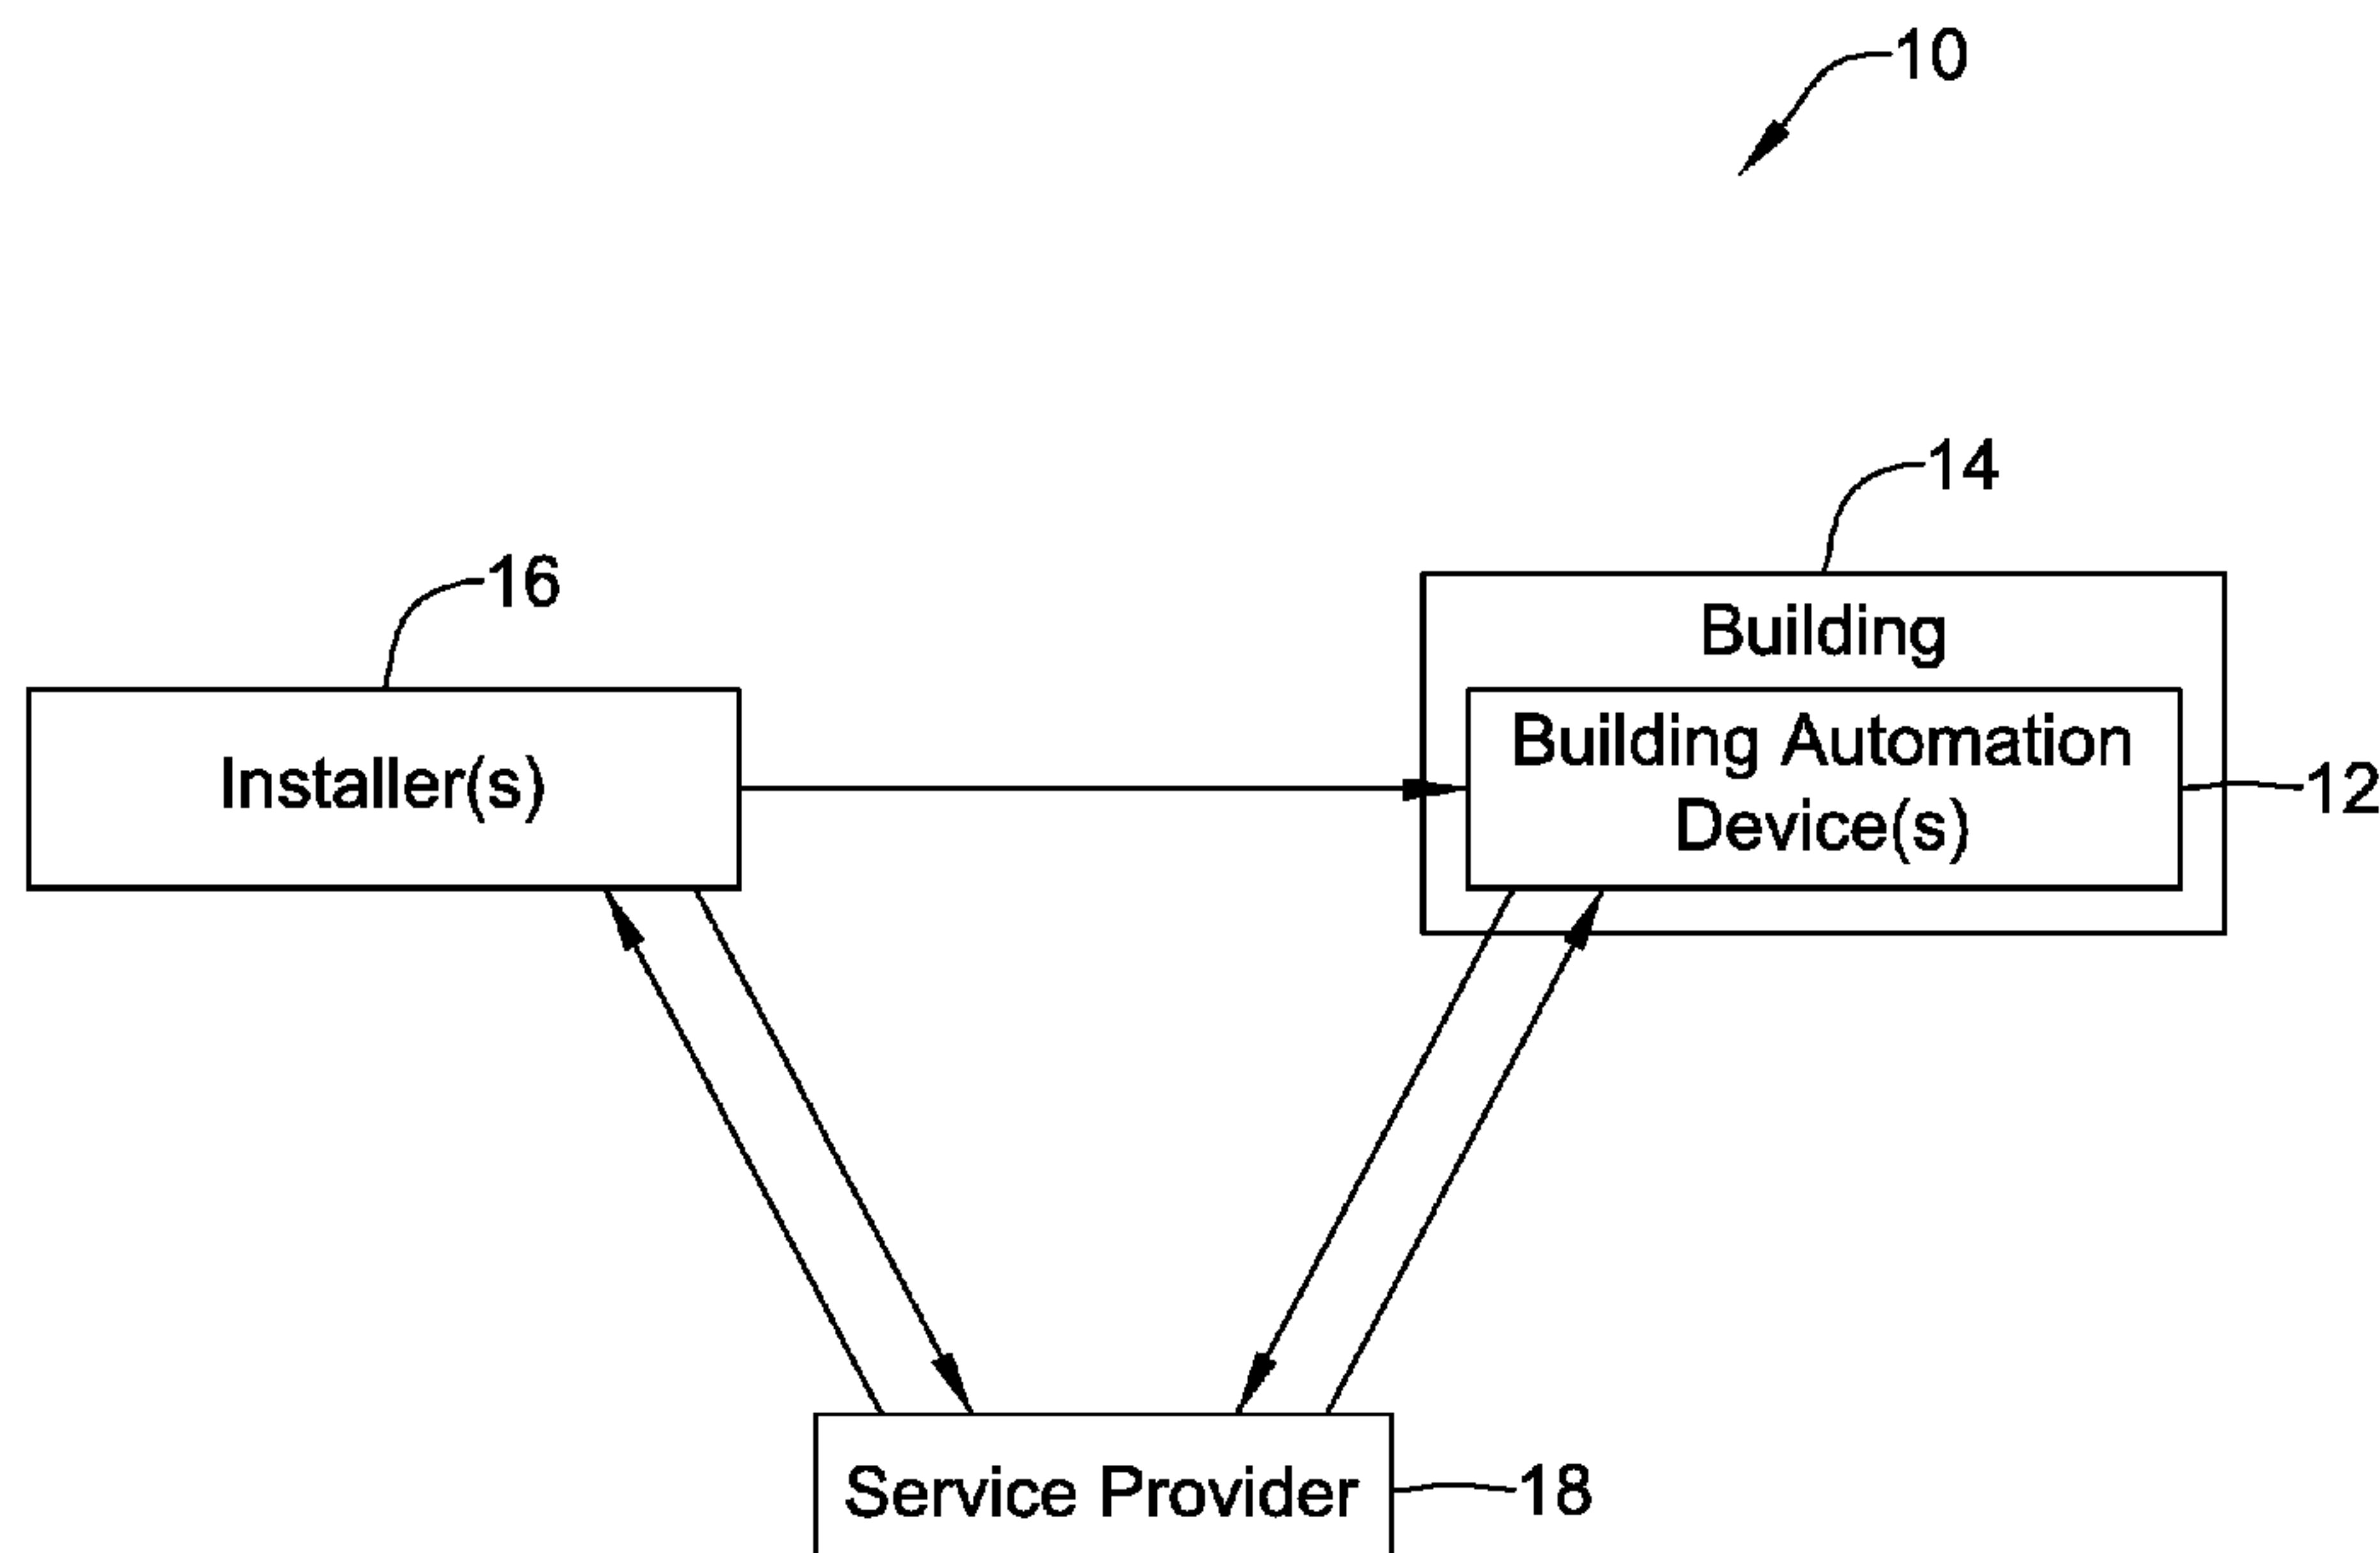 10
14
16
Building
Installer(s)
Building Automation
Device(s)
12
Service Provider
18